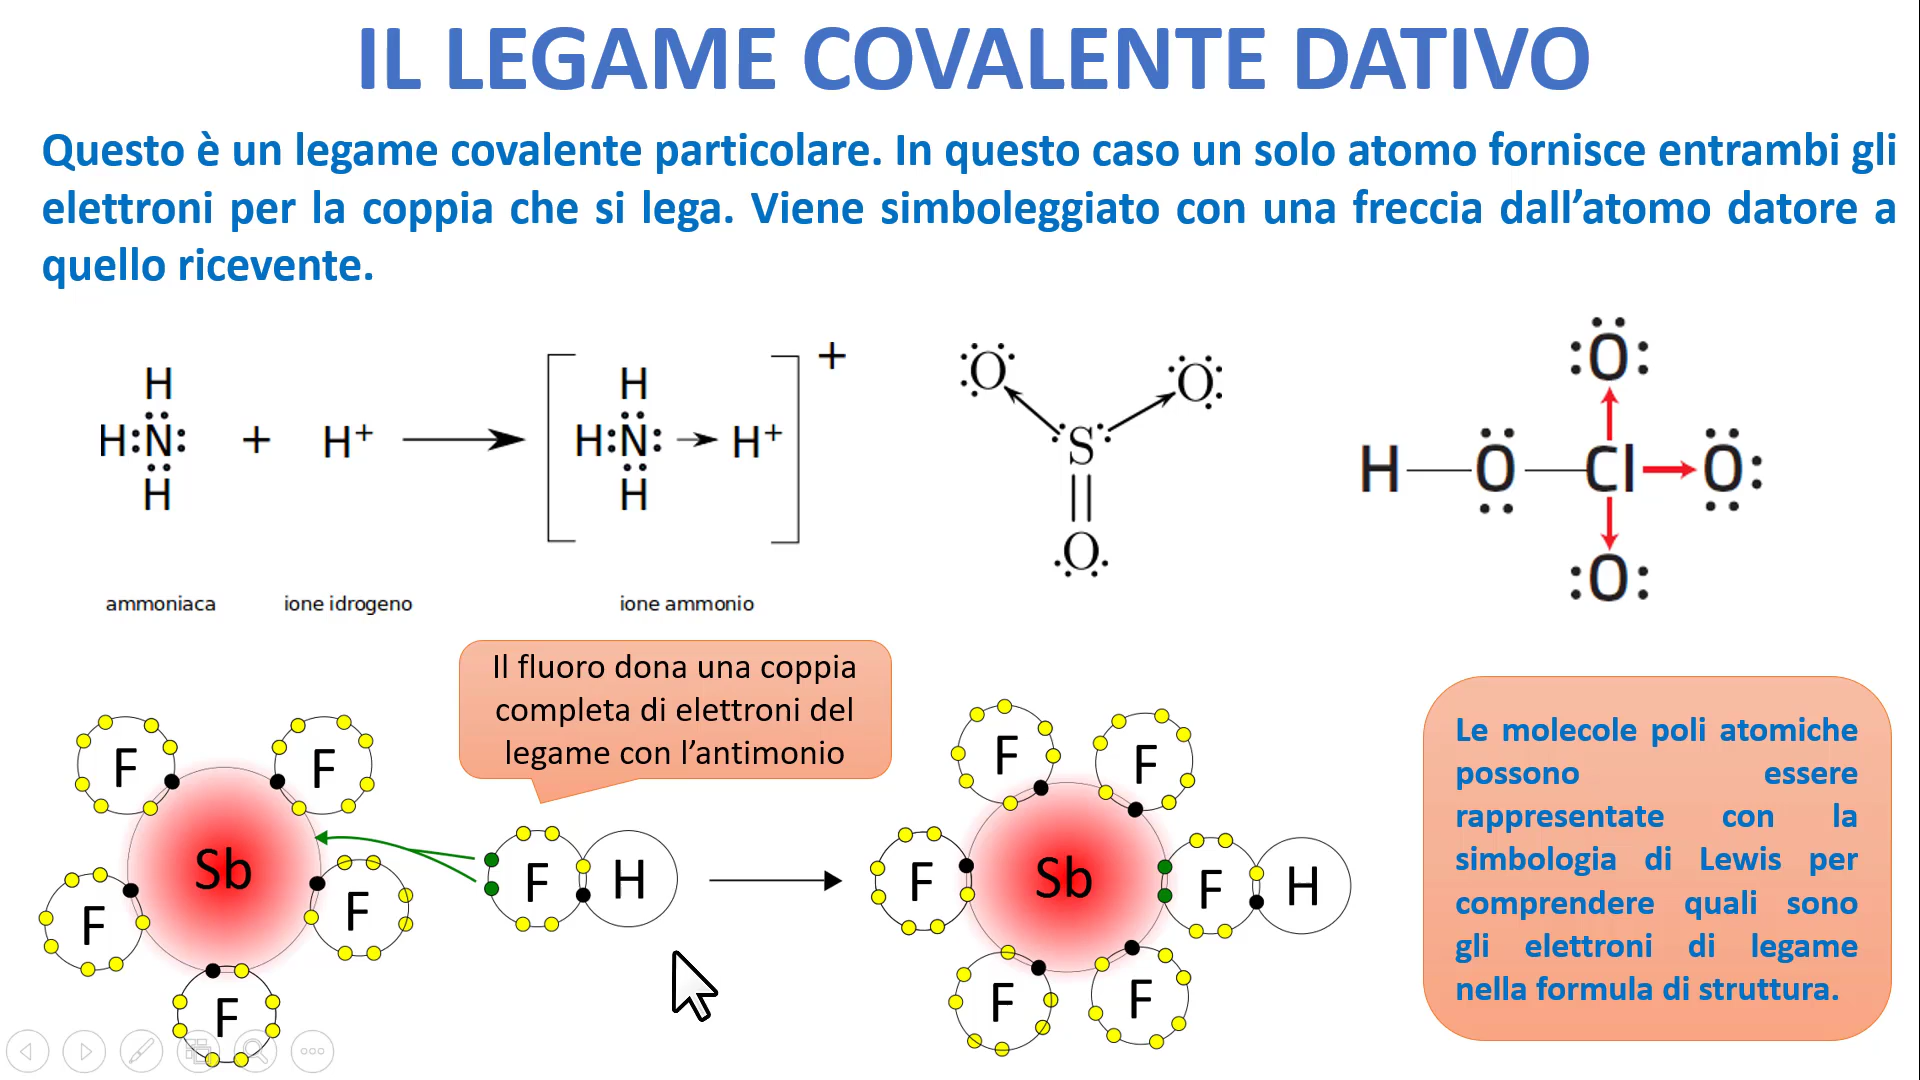 IL LEGAME COVALENTE DATIVO
Questo è un legame covalente particolare. In questo caso un solo atomo fornisce entrambi gli
elettroni per la coppia che si lega. Viene simboleggiato con una freccia dall’atomo datore a
quello ricevente.
H
H:N:
H
+
H+
H
H:N: → H+
H
+
ammoniaca
ione idrogeno
ione ammonio
O
O
S
O
O
H — O — Cl → O:
O
Il fluoro dona una coppia
completa di elettroni del
legame con l’antimonio
F
F
Sb
F
F
F
F
H
F
F
F
Sb
F
H
F
F
Le molecole poli atomiche
possono essere
rappresentate con la
simbologia di Lewis per
comprendere quali sono
gli elettroni di legame
nella formula di struttura.